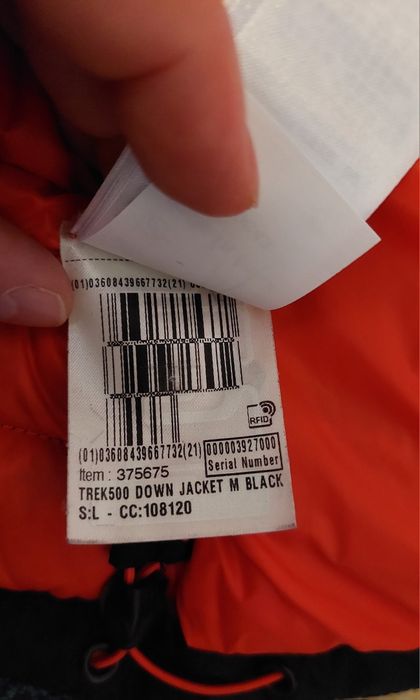 (01)03608439667732(21)
RFID
(01)03608439667732(21) 000003927000
Serial Number
Item : 375675
TREK500 DOWN JACKET M BLACK
S:L - CC:108120